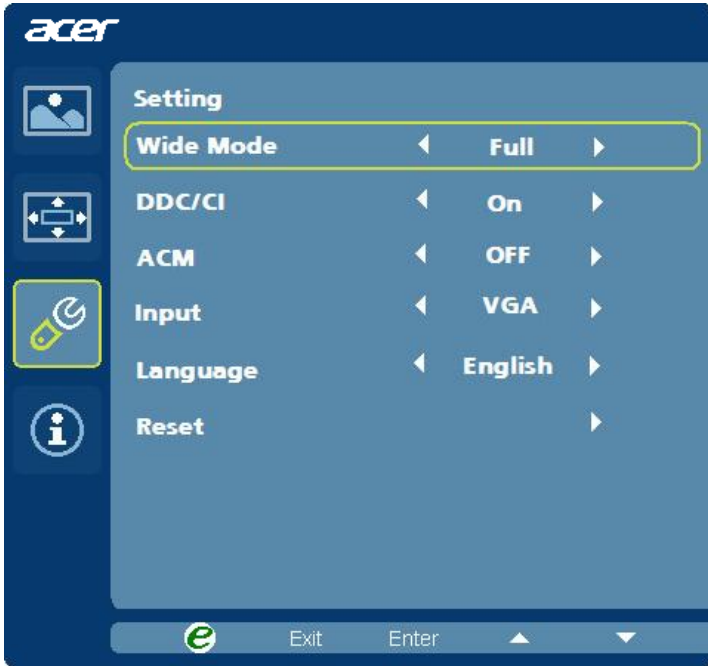 acer
Setting
Wide Mode Full
DDC/CI On
ACM OFF
Input VGA
Language English
Reset
e Exit Enter